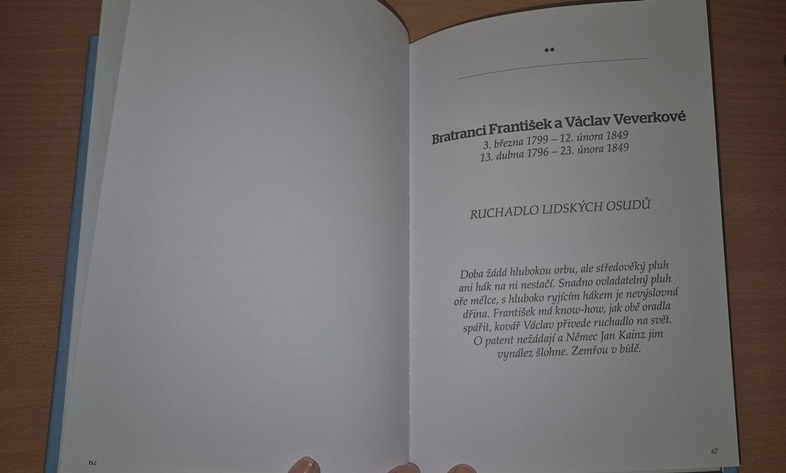 Bratranci František a Václav Veverkové
3. března 1799 – 12. února 1849
13. dubna 1796 – 23. února 1849
RUCHADLO LIDSKÝCH OSUDŮ
Doba žádá hlubokou orbu, ale středověký pluh
ani hák na ni nestačí. Snadno ovladatelný pluh
oře mělce, s hluboko ryjícím hákem je nevýslovná
dřina. František má know-how, jak obě oradla
spářit, kovář Václav přivede ruchadlo na svět.
O patent nežádají a Němec Jan Kainz jim
vynález šlohne. Zemřou v bídě.
67